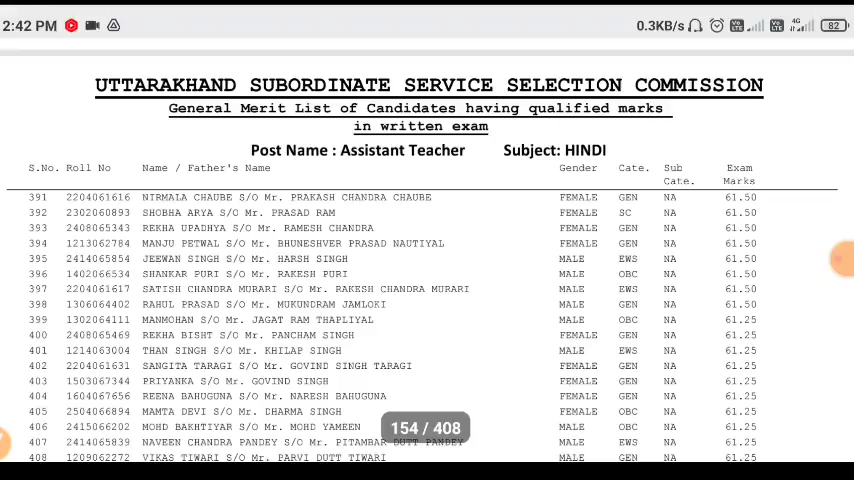 2:42 PM 0.3KB/s 4G 82
UTTARAKHAND SUBORDINATE SERVICE SELECTION COMMISSION
General Merit List of Candidates having qualified marks
in written exam
Post Name : Assistant Teacher Subject: HINDI
S.No. Roll No Name / Father's Name Gender Cate. Sub Cate. Exam Marks
391 2204061616 NIRMALA CHAUBE S/O Mr. PRAKASH CHANDRA CHAUBE FEMALE GEN NA 61.50
392 2302060893 SHOBHA ARYA S/O Mr. PRASAD RAM FEMALE SC NA 61.50
393 2408065343 REKHA UPADHYA S/O Mr. RAMESH CHANDRA FEMALE GEN NA 61.50
394 1213062784 MANJU PETWAL S/O Mr. BHUNESHVER PRASAD NAUTIYAL FEMALE GEN NA 61.50
395 2414065854 JEEWAN SINGH S/O Mr. HARSH SINGH MALE EWS NA 61.50
396 1402066534 SHANKAR PURI S/O Mr. RAKESH PURI MALE OBC NA 61.50
397 2204061617 SATISH CHANDRA MURARI S/O Mr. RAKESH CHANDRA MURARI MALE EWS NA 61.50
398 1306064402 RAHUL PRASAD S/O Mr. MUKUNDRAM JAMLOKI MALE GEN NA 61.50
399 1302064111 MANMOHAN S/O Mr. JAGAT RAM THAPLIYAL MALE OBC NA 61.25
400 2408065469 REKHA BISHT S/O Mr. PANCHAM SINGH FEMALE GEN NA 61.25
401 1214063004 THAN SINGH S/O Mr. KHILAP SINGH MALE EWS NA 61.25
402 2204061631 SANGITA TARAGI S/O Mr. GOVIND SINGH TARAGI FEMALE GEN NA 61.25
403 1503067344 PRIYANKA S/O Mr. GOVIND SINGH FEMALE GEN NA 61.25
404 1604067656 REENA BAHUGUNA S/O Mr. NARESH BAHUGUNA FEMALE GEN NA 61.25
405 2504066894 MAMTA DEVI S/O Mr. DHARMA SINGH FEMALE OBC NA 61.25
406 2415066202 MOHD BAKHTIYAR S/O Mr. MOHD YAMEEN MALE OBC NA 61.25
154 / 408
407 2414065839 NAVEEN CHANDRA PANDEY S/O Mr. PITAMBAR DUTT PANDEY MALE EWS NA 61.25
408 1209062272 VIKAS TIWARI S/O Mr. PARVI DUTT TIWARI MALE GEN NA 61.25